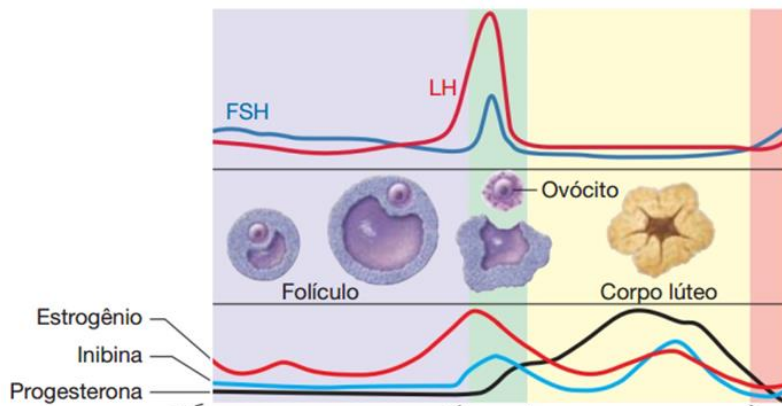 LH
FSH
Ovócito
Folículo
Corpo lúteo
Estrogênio
Inibina
Progesterona